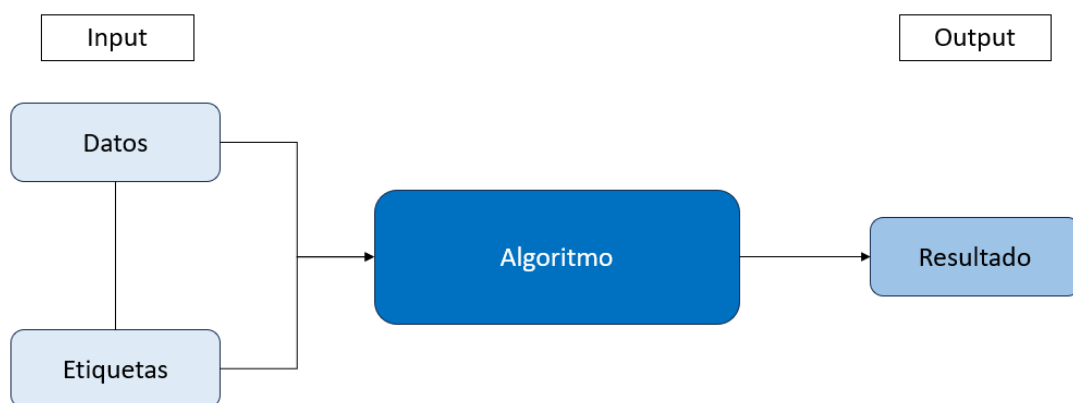 Input
Output
Datos
Algoritmo
Resultado
Etiquetas